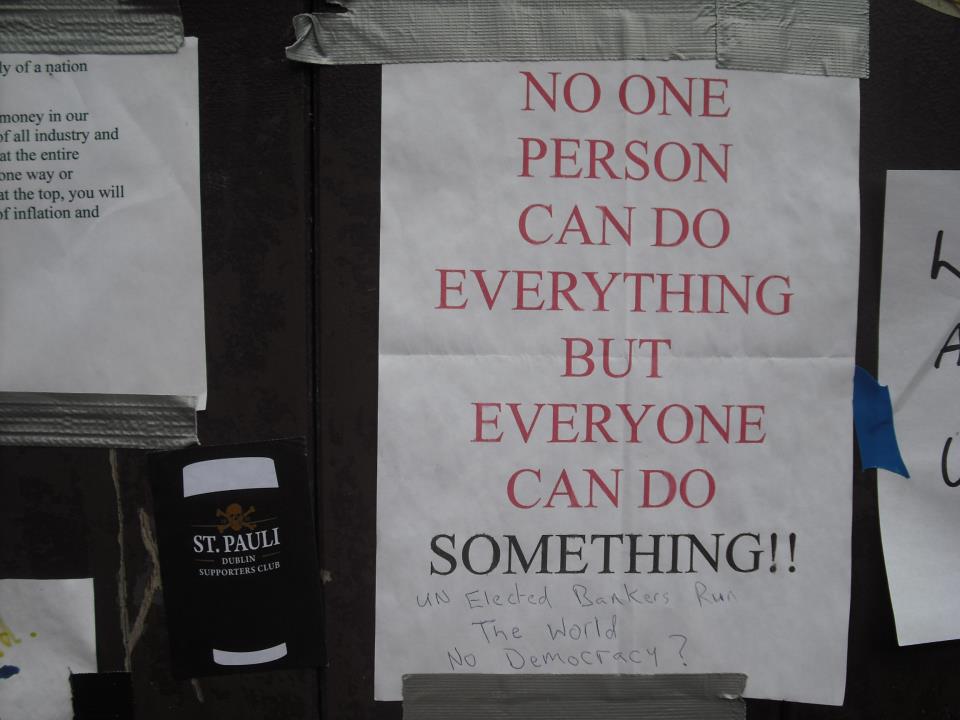 ly of a nation
money in our
of all industry and
at the entire
one way or
at the top, you will
of inflation and
NO ONE
PERSON
CAN DO
EVERYTHING
BUT
EVERYONE
CAN DO
SOMETHING!!
UN Elected Bankers Run
The World
No Democracy?
ST. PAULI
DUBLIN
SUPPORTERS CLUB